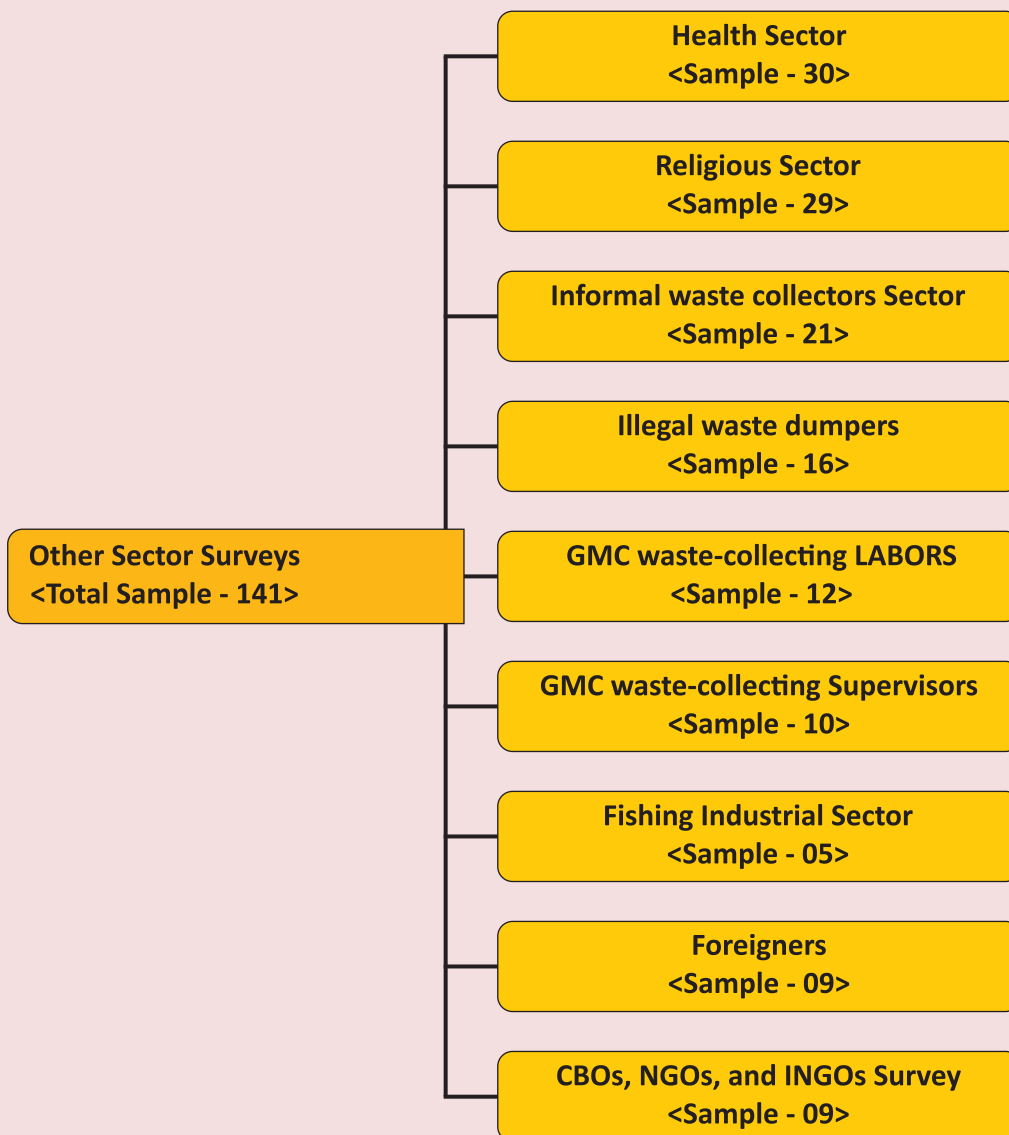 Health Sector
<Sample - 30>
Religious Sector
<Sample - 29>
Informal waste collectors Sector
<Sample - 21>
Illegal waste dumpers
<Sample - 16>
Other Sector Surveys
<Total Sample - 141>
GMC waste-collecting LABORS
<Sample - 12>
GMC waste-collecting Supervisors
<Sample - 10>
Fishing Industrial Sector
<Sample - 05>
Foreigners
<Sample - 09>
CBOs, NGOs, and INGOs Survey
<Sample - 09>